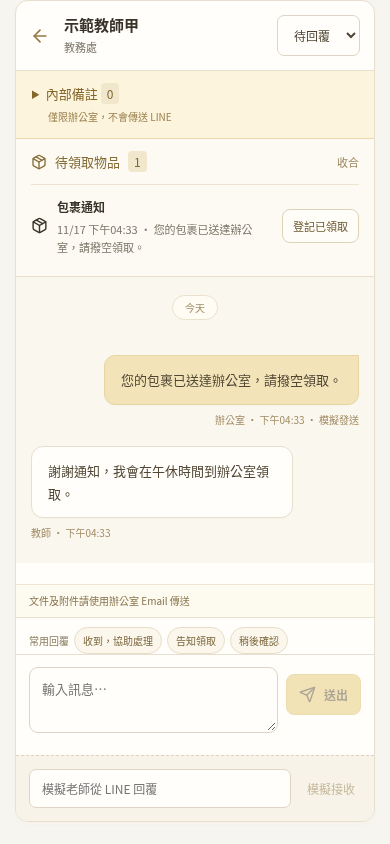 示範教師甲
教務處
待回覆
內部備註 0
僅限辦公室，不會傳送 LINE
待領取物品 1
收合
包裹通知
11/17 下午04:33 · 您的包裹已送達辦公
室，請撥空領取。
登記已領取
今天
您的包裹已送達辦公室，請撥空領取。
辦公室 · 下午04:33 · 模擬發送
謝謝通知，我會在午休時間到辦公室領
取。
教師 · 下午04:33
文件及附件請使用辦公室 Email 傳送
常用回覆
收到，協助處理
告知領取
稍後確認
輸入訊息…
送出
模擬老師從 LINE 回覆
模擬接收